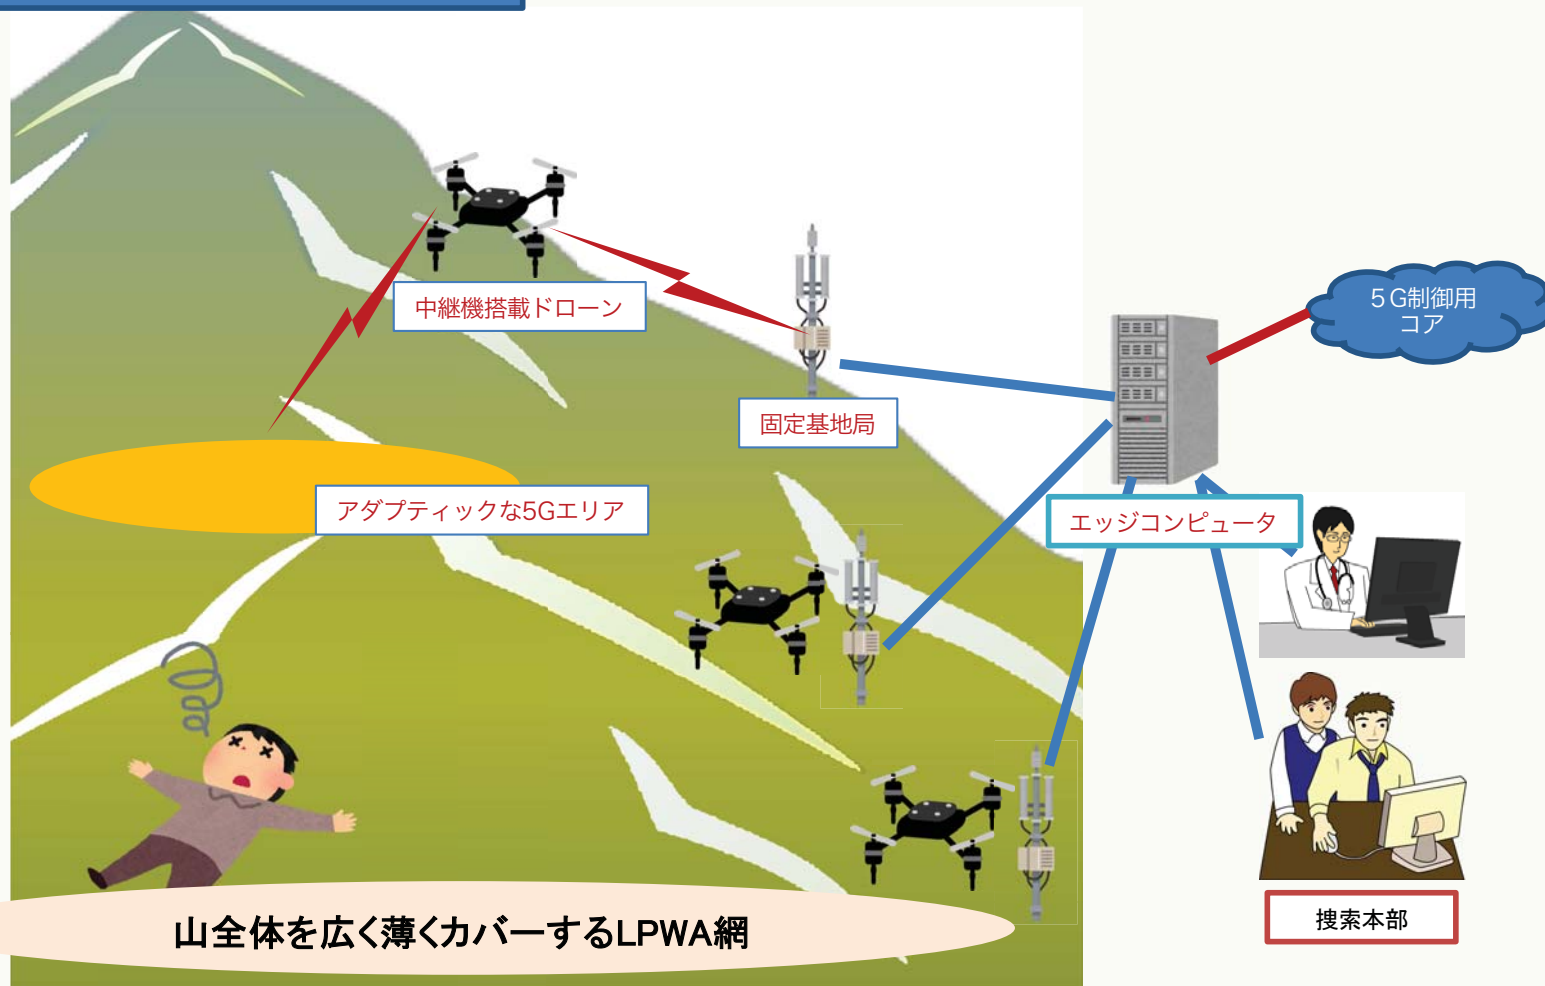 中継機搭載ドローン
５G制御用
コア
固定基地局
アダプティックな5Gエリア
エッジコンピュータ
山全体を広く薄くカバーするLPWA網
捜索本部